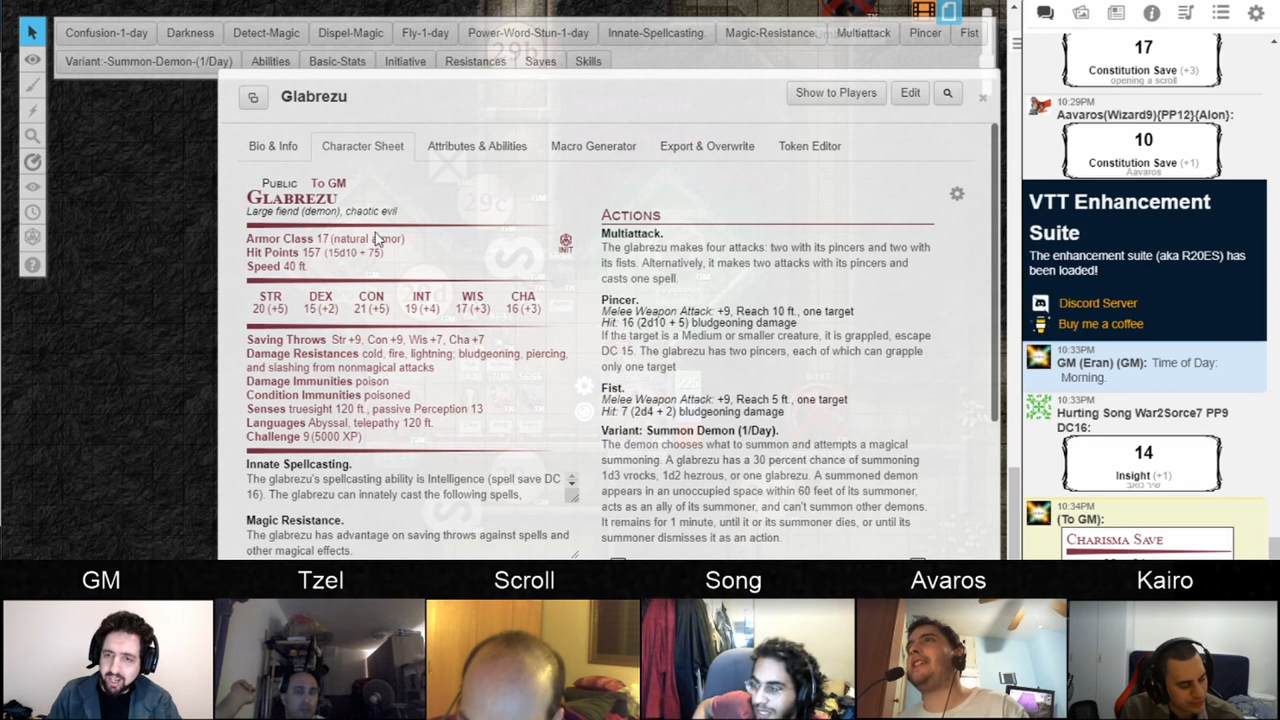 Confusion-1-day Darkness Detect-Magic Dispel-Magic Fly-1-day Power-Word-Stun-1-day Innate-Spellcasting. Magic-Resistance. Multiattack Pincer Fist
Variant-Summon-Demon-(1/Day) Abilities Basic-Stats Initiative Resistances Saves Skills
29b
Glabrezu
Show to Players Edit
Bio & Info Character Sheet Attributes & Abilities Macro Generator Export & Overwrite Token Editor
PUBLIC To GM
GLABREZU
Large fiend (demon), chaotic evil
Armor Class 17 (natural armor)
Hit Points 157 (15d10 + 75)
Speed 40 ft.
INIT
STR DEX CON INT WIS CHA
20 (+5) 15 (+2) 21 (+5) 19 (+4) 17 (+3) 16 (+3)
Saving Throws Str +9, Con +9, Wis +7, Cha +7
Damage Resistances cold, fire, lightning; bludgeoning, piercing,
and slashing from nonmagical attacks
Damage Immunities poison
Condition Immunities poisoned
Senses truesight 120 ft., passive Perception 13
Languages Abyssal, telepathy 120 ft.
Challenge 9 (5000 XP)
Innate Spellcasting.
The glabrezu's spellcasting ability is Intelligence (spell save DC
16). The glabrezu can innately cast the following spells,
Magic Resistance.
The glabrezu has advantage on saving throws against spells and
other magical effects.
29c
ACTIONS
Multiattack.
The glabrezu makes four attacks: two with its pincers and two with
its fists. Alternatively, it makes two attacks with its pincers and
casts one spell.
Pincer.
Melee Weapon Attack: +9, Reach 10 ft., one target
Hit: 16 (2d10 + 5) bludgeoning damage
If the target is a Medium or smaller creature, it is grappled, escape
DC 15. The glabrezu has two pincers, each of which can grapple
only one target
Fist.
Melee Weapon Attack: +9, Reach 5 ft., one target
Hit: 7 (2d4 + 2) bludgeoning damage
Variant: Summon Demon (1/Day).
The demon chooses what to summon and attempts a magical
summoning. A glabrezu has a 30 percent chance of summoning
1d3 vrocks, 1d2 hezrous, or one glabrezu. A summoned demon
appears in an unoccupied space within 60 feet of its summoner,
acts as an ally of its summoner, and can't summon other demons.
It remains for 1 minute, until it or its summoner dies, or until its
summoner dismisses it as an action.
17
Constitution Save (+3)
opening a scroll
10:29PM
Aavaros(Wizard9){PP12}{Alon}:
10
Constitution Save (+1)
Aavaros
VTT Enhancement
Suite
The enhancement suite (aka R20ES) has
been loaded!
Discord Server
Buy me a coffee
10:33PM
GM (Eran) (GM): Time of Day:
Morning.
10:33PM
Hurting Song War2Sorce7 PP9
DC16:
14
Insight (+1)
שיר כואב
10:34PM
(To GM):
CHARISMA SAVE
GM Tzel Scroll Song Avaros Kairo